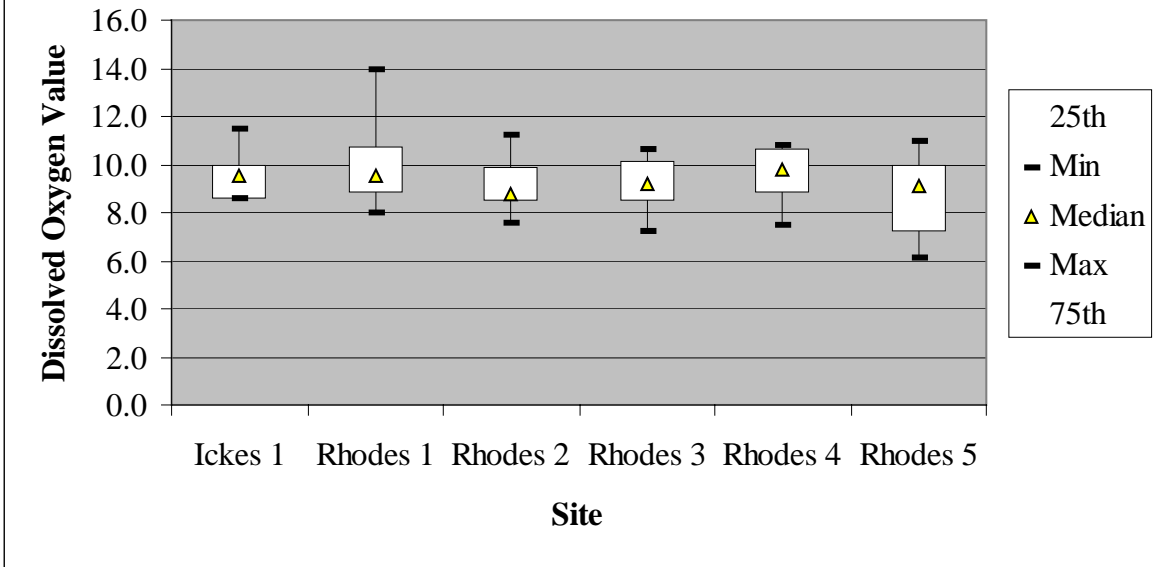 16.0
14.0
12.0
10.0
8.0
6.0
4.0
2.0
0.0
Dissolved Oxygen Value
Ickes 1 Rhodes 1 Rhodes 2 Rhodes 3 Rhodes 4 Rhodes 5
Site
25th
Min
Median
Max
75th